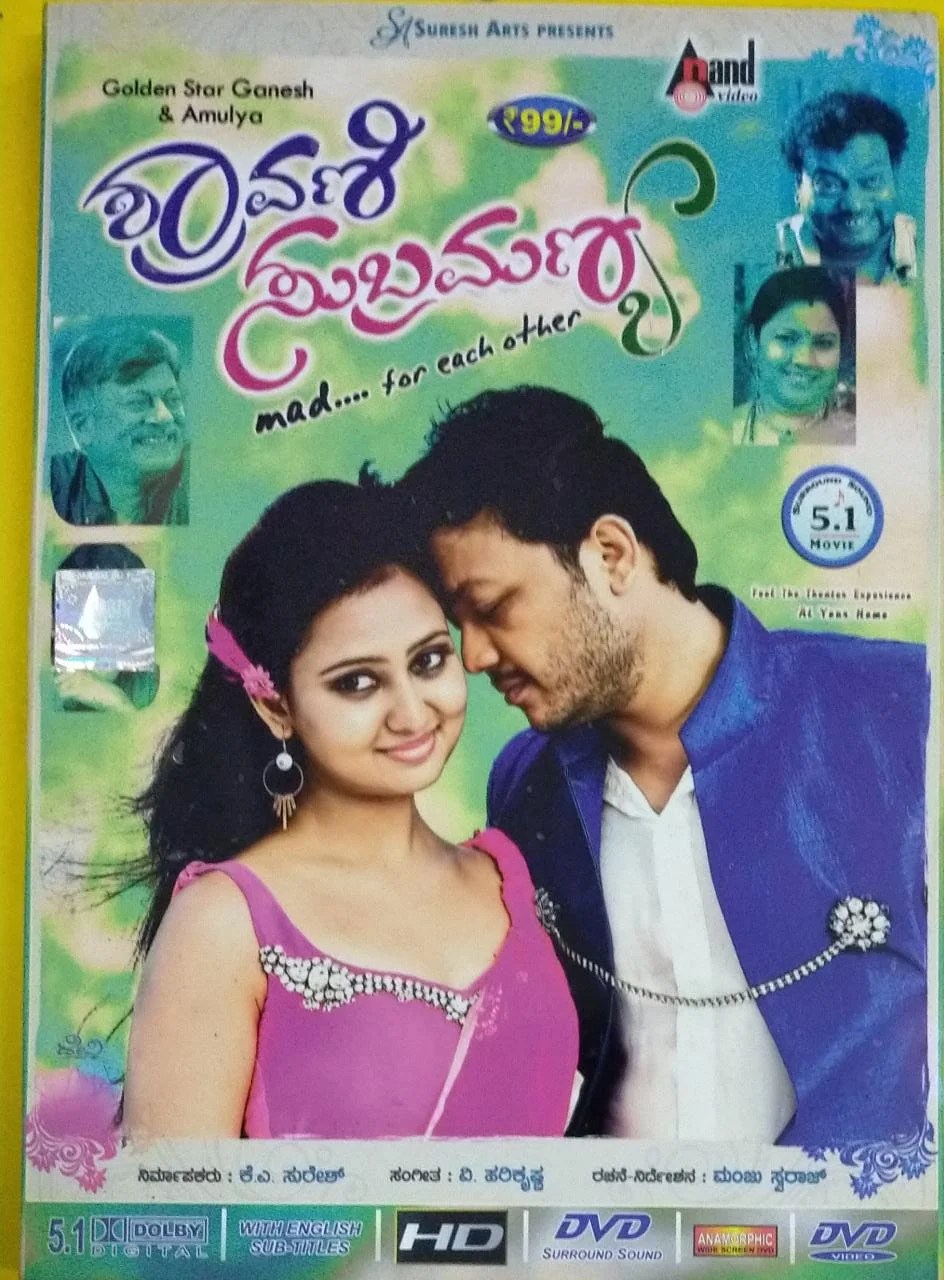 SURESH ARTS PRESENTS
Anand
video
Golden Star Ganesh
& Amulya
₹99/-
ಶ್ರಾವಣಿ
ಸುಬ್ರಮಣ್ಯ
mad.... for each other
SURROUND SOUND
5.1
MOVIE
Feel The Theater Experience
At Your Home
ನಿರ್ಮಾಪಕರು : ಕೆ.ಎ. ಸುರೇಶ್ ಸಂಗೀತ : ವಿ. ಹರಿಕೃಷ್ಣ ರಚನೆ-ನಿರ್ದೇಶನ : ಮಂಜು ಸ್ವರಾಜ್
5.1 DOLBY DIGITAL
WITH ENGLISH SUB-TITLES
HD
DVD
SURROUND SOUND
ANAMORPHIC
WIDE SCREEN DVD
DVD
VIDEO